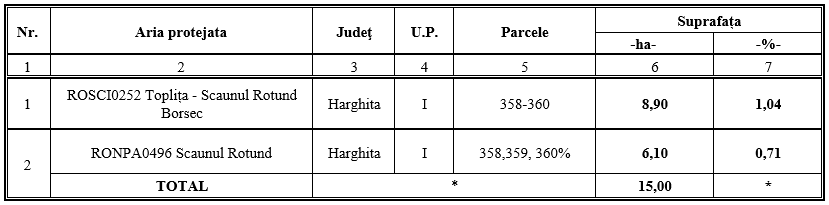 Nr. Aria protejata Județ U.P. Parcele Suprafața
-ha- -%-
1 2 3 4 5 6 7
1 ROSCI0252 Toplița - Scaunul Rotund Borsec Harghita I 358-360 8,90 1,04
2 RONPA0496 Scaunul Rotund Harghita I 358,359, 360% 6,10 0,71
TOTAL * 15,00 *